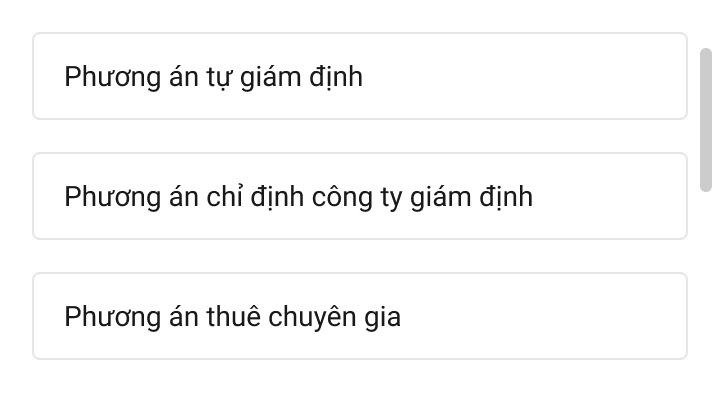 Phương án tự giám định
Phương án chỉ định công ty giám định
Phương án thuê chuyên gia